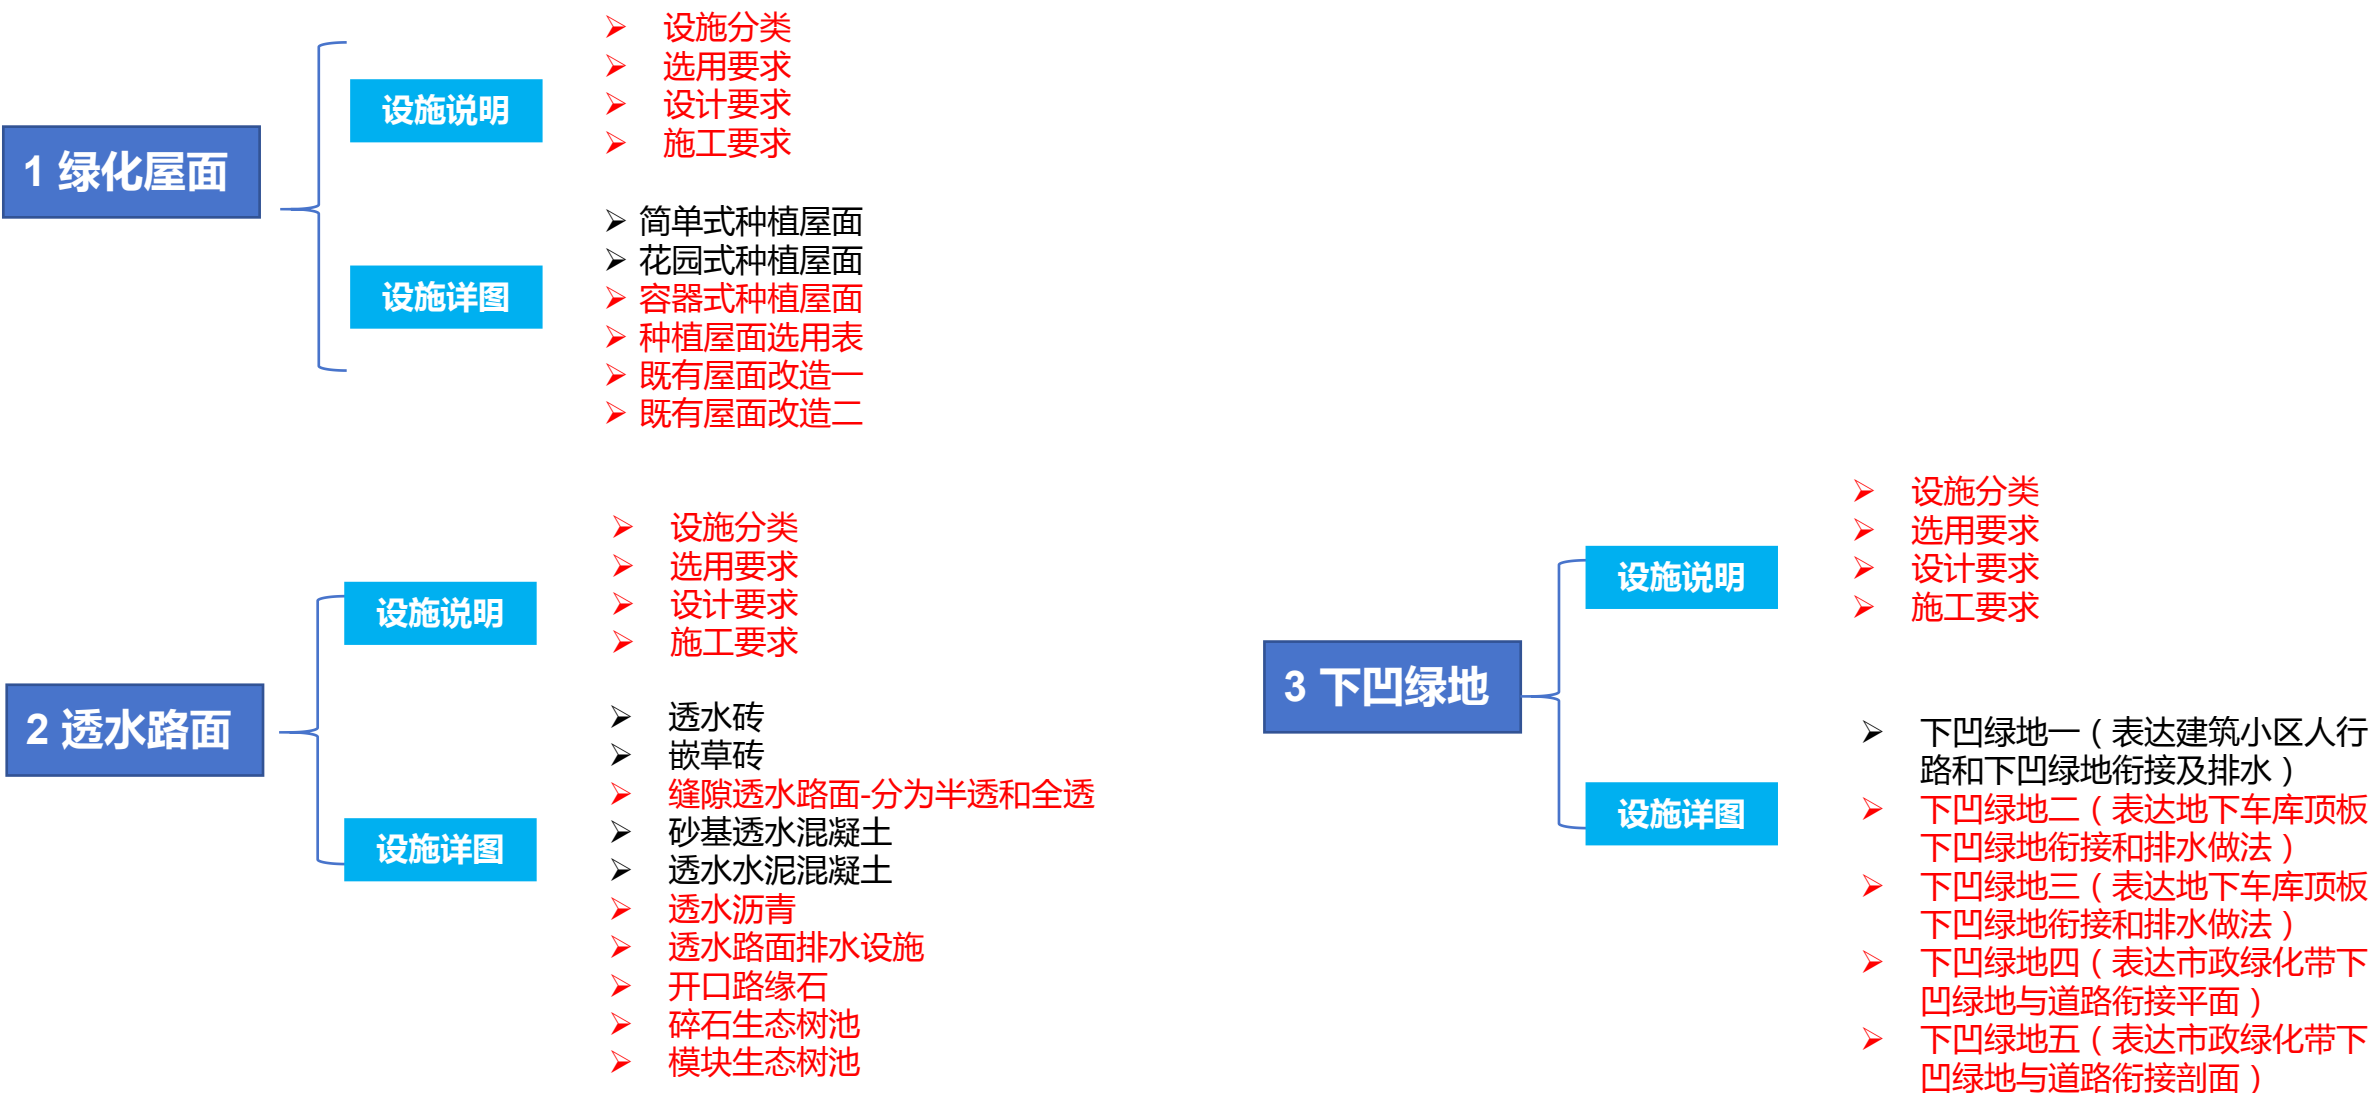 1 绿化屋面
设施说明
设施分类
选用要求
设计要求
施工要求
设施详图
简单式种植屋面
花园式种植屋面
容器式种植屋面
种植屋面选用表
既有屋面改造一
既有屋面改造二
2 透水路面
设施说明
设施分类
选用要求
设计要求
施工要求
设施详图
透水砖
嵌草砖
缝隙透水路面-分为半透和全透
砂基透水混凝土
透水水泥混凝土
透水沥青
透水路面排水设施
开口路缘石
碎石生态树池
模块生态树池
3 下凹绿地
设施说明
设施分类
选用要求
设计要求
施工要求
设施详图
下凹绿地一（表达建筑小区人行
路和下凹绿地衔接及排水）
下凹绿地二（表达地下车库顶板
下凹绿地衔接和排水做法）
下凹绿地三（表达地下车库顶板
下凹绿地衔接和排水做法）
下凹绿地四（表达市政绿化带下
凹绿地与道路衔接平面）
下凹绿地五（表达市政绿化带下
凹绿地与道路衔接剖面）